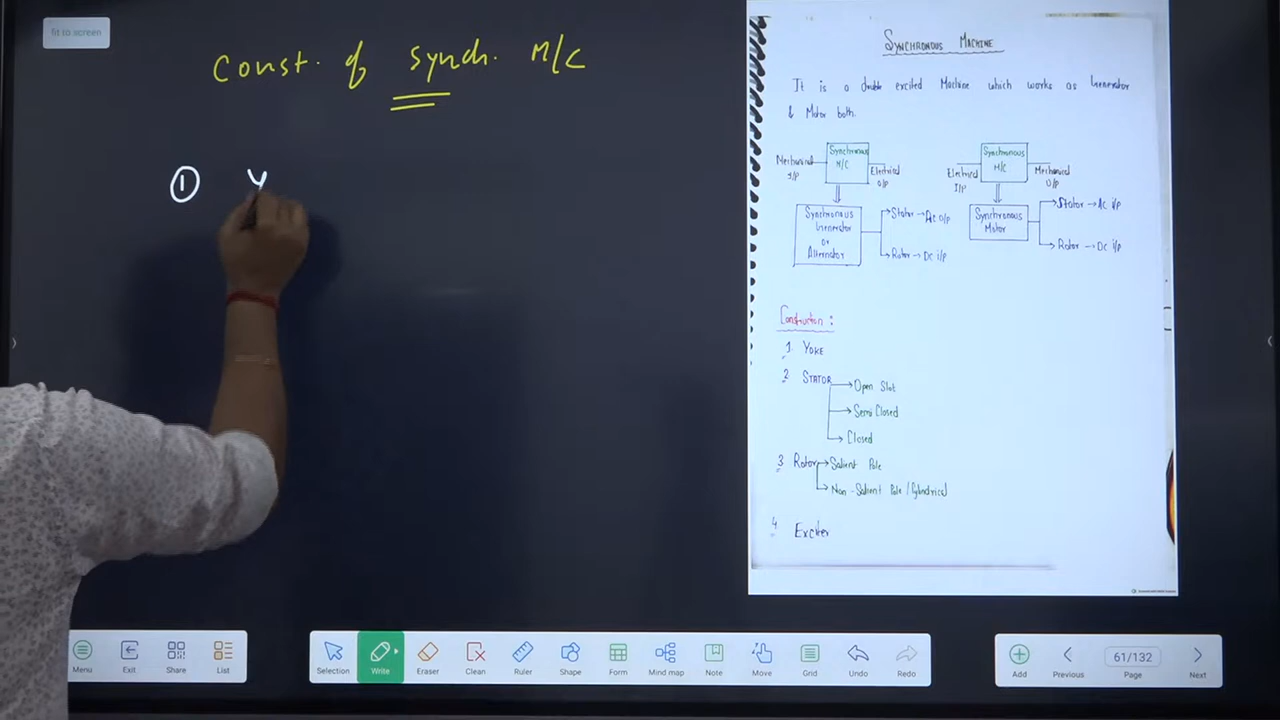 fit to screen
Const. of Synch. M/C
① Y
SYNCHRONOUS MACHINE
It is a double excited Machine which works as Generator
& Motor both.
Mechanical I/P
Synchronous M/C
Electrical O/P
Synchronous Generator or Alternator
Stator → AC O/P
Rotor → DC i/p
Electrical I/P
Synchronous M/C
Mechanical O/P
Synchronous Motor
Stator → AC i/p
Rotor → DC i/p
Construction :
1. YOKE
2 STATOR → Open Slot
→ Semi Closed
→ Closed
3 Rotor → Salient Pole
→ Non-Salient Pole / Cylindrical
4 Exciter
Menu Exit Share List Selection Write Eraser Clean Ruler Shape Form Mind map Note Move Grid Undo Redo Add Previous 61/132 Page Next